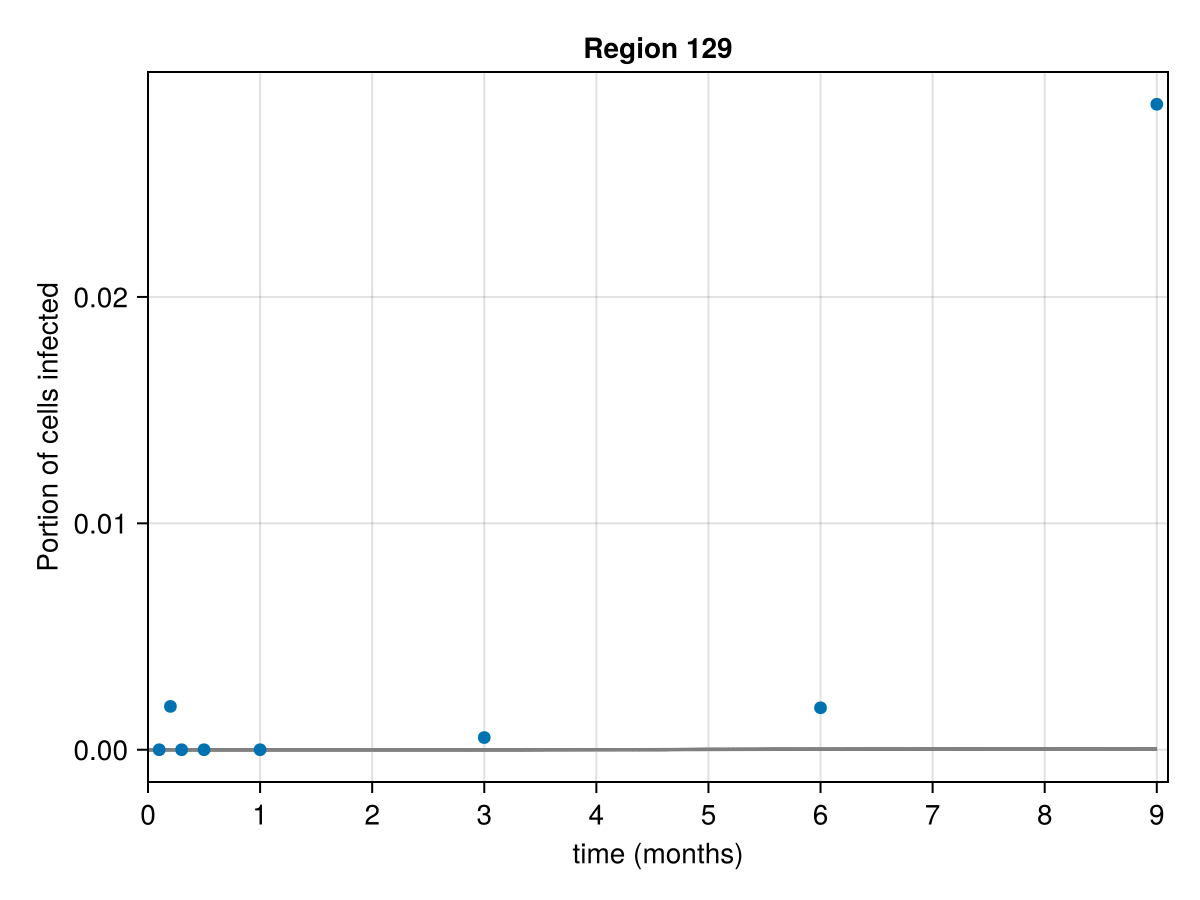 Region 129
Portion of cells infected
0.02
0.01
0.00
0 1 2 3 4 5 6 7 8 9
time (months)